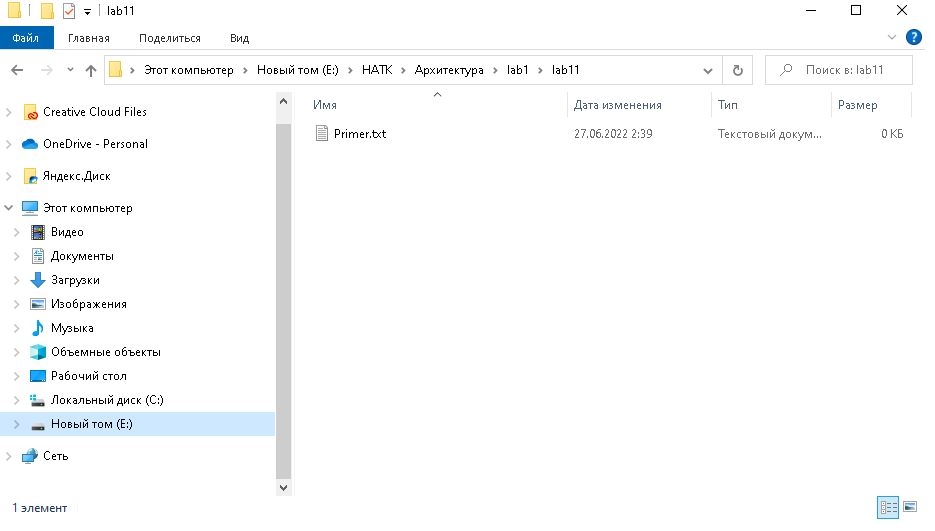 lab11
Файл Главная Поделиться Вид
Этот компьютер Новый том (E:) НАТК Архитектура lab1 lab11
Поиск в: lab11
Имя Дата изменения Тип Размер
Primer.txt 27.06.2022 2:39 Текстовый докум... 0 КБ
Creative Cloud Files
OneDrive - Personal
Яндекс.Диск
Этот компьютер
Видео
Документы
Загрузки
Изображения
Музыка
Объемные объекты
Рабочий стол
Локальный диск (C:)
Новый том (E:)
Сеть
1 элемент